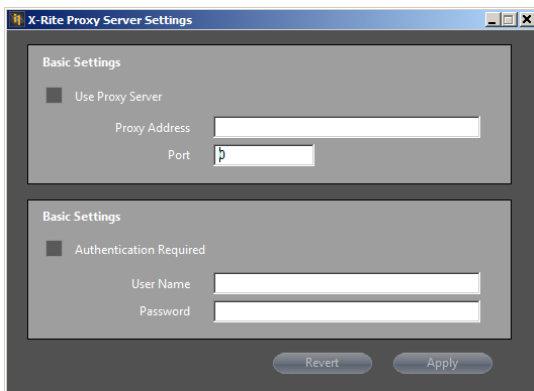 X-Rite Proxy Server Settings
Basic Settings
Use Proxy Server
Proxy Address
Port 0
Basic Settings
Authentication Required
User Name
Password
Revert Apply